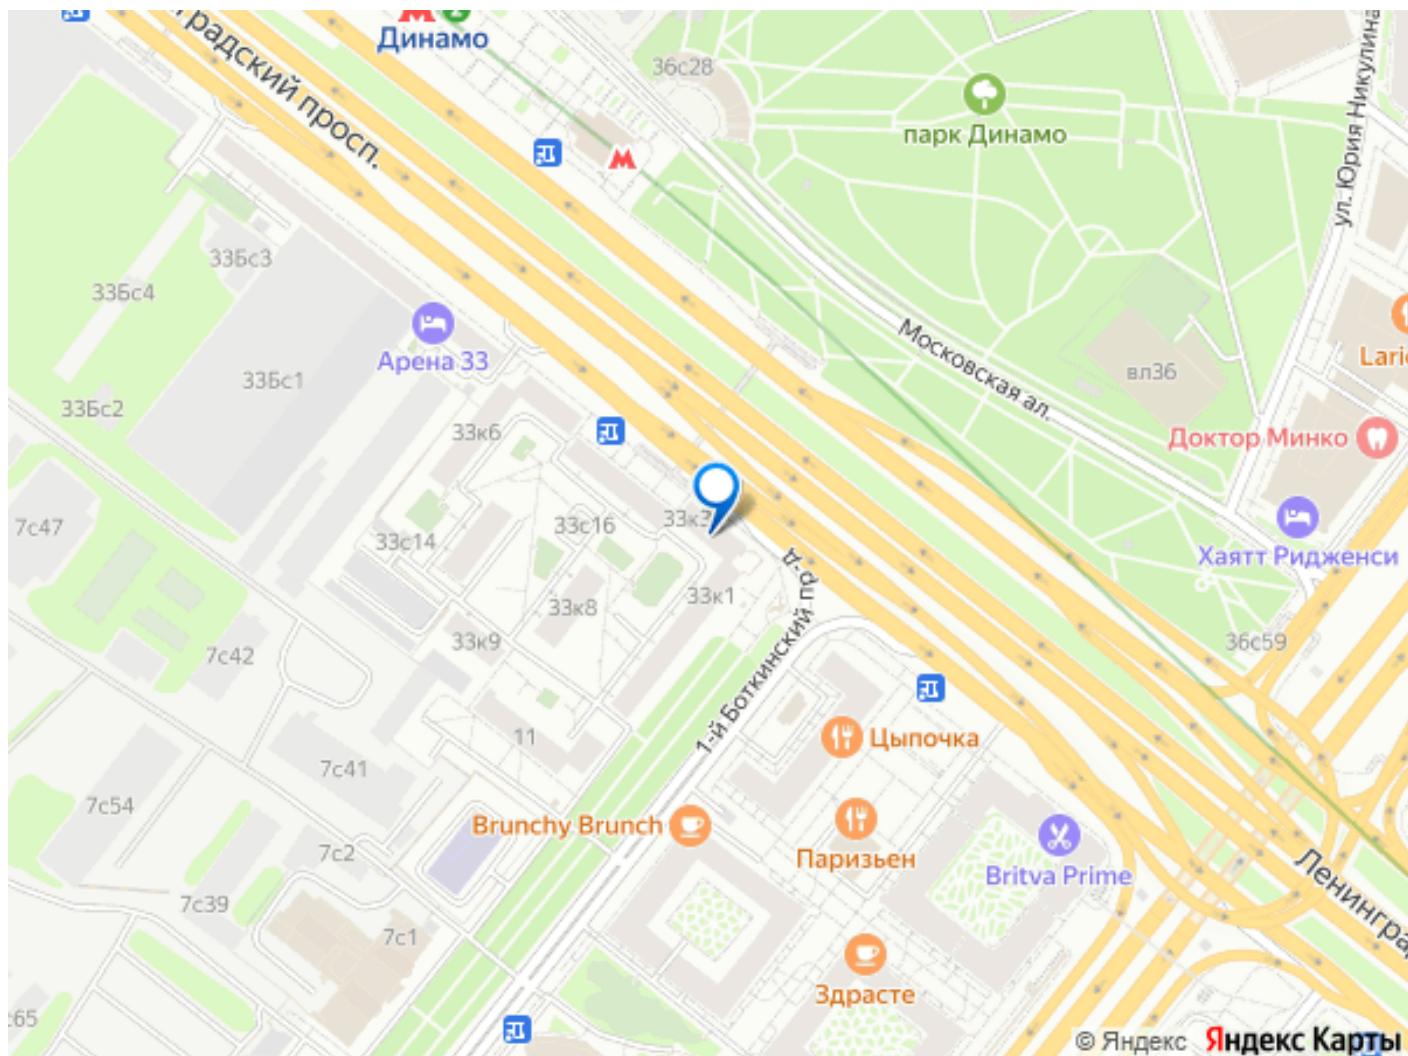 градский просп.
Динамо
36с28
парк Динамо
ул. Юрия Никулина
33Бс3
33Бс4
Арена 33
33Бс1
33Бс2
Московская ал.
вл36
Доктор Минко
33к6
7с47
33с14
33с16
33к3
Хаятт Ридженси
33к8
33к1
33к9
1-й Боткинский пр-д
36с59
7с42
11
Цыпочка
7с41
7с54
Brunchy Brunch
Паризьен
Britva Prime
7с2
7с39
7с1
Здрасте
© Яндекс Яндекс Карты